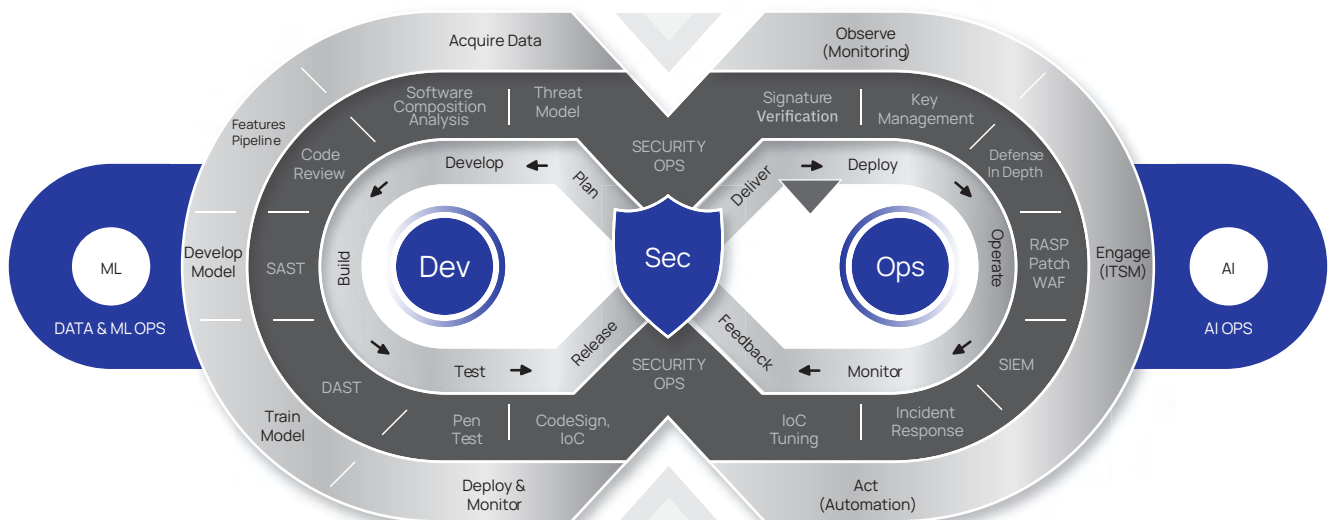 Acquire Data
Observe
(Monitoring)
Software
Composition
Analysis
Threat
Model
Signature
Verification
Key
Management
Features
Pipeline
Code
Review
SECURITY
OPS
Defense
In Depth
Develop
Plan
Deliver
Deploy
ML
DATA & ML OPS
Develop
Model
SAST
Build
Dev
Sec
Ops
Operate
RASP
Patch
WAF
Engage
(ITSM)
AI
AI OPS
Test
Release
Feedback
Monitor
SECURITY
OPS
SIEM
DAST
Train
Model
Pen
Test
CodeSign,
IoC
IoC
Tuning
Incident
Response
Deploy &
Monitor
Act
(Automation)